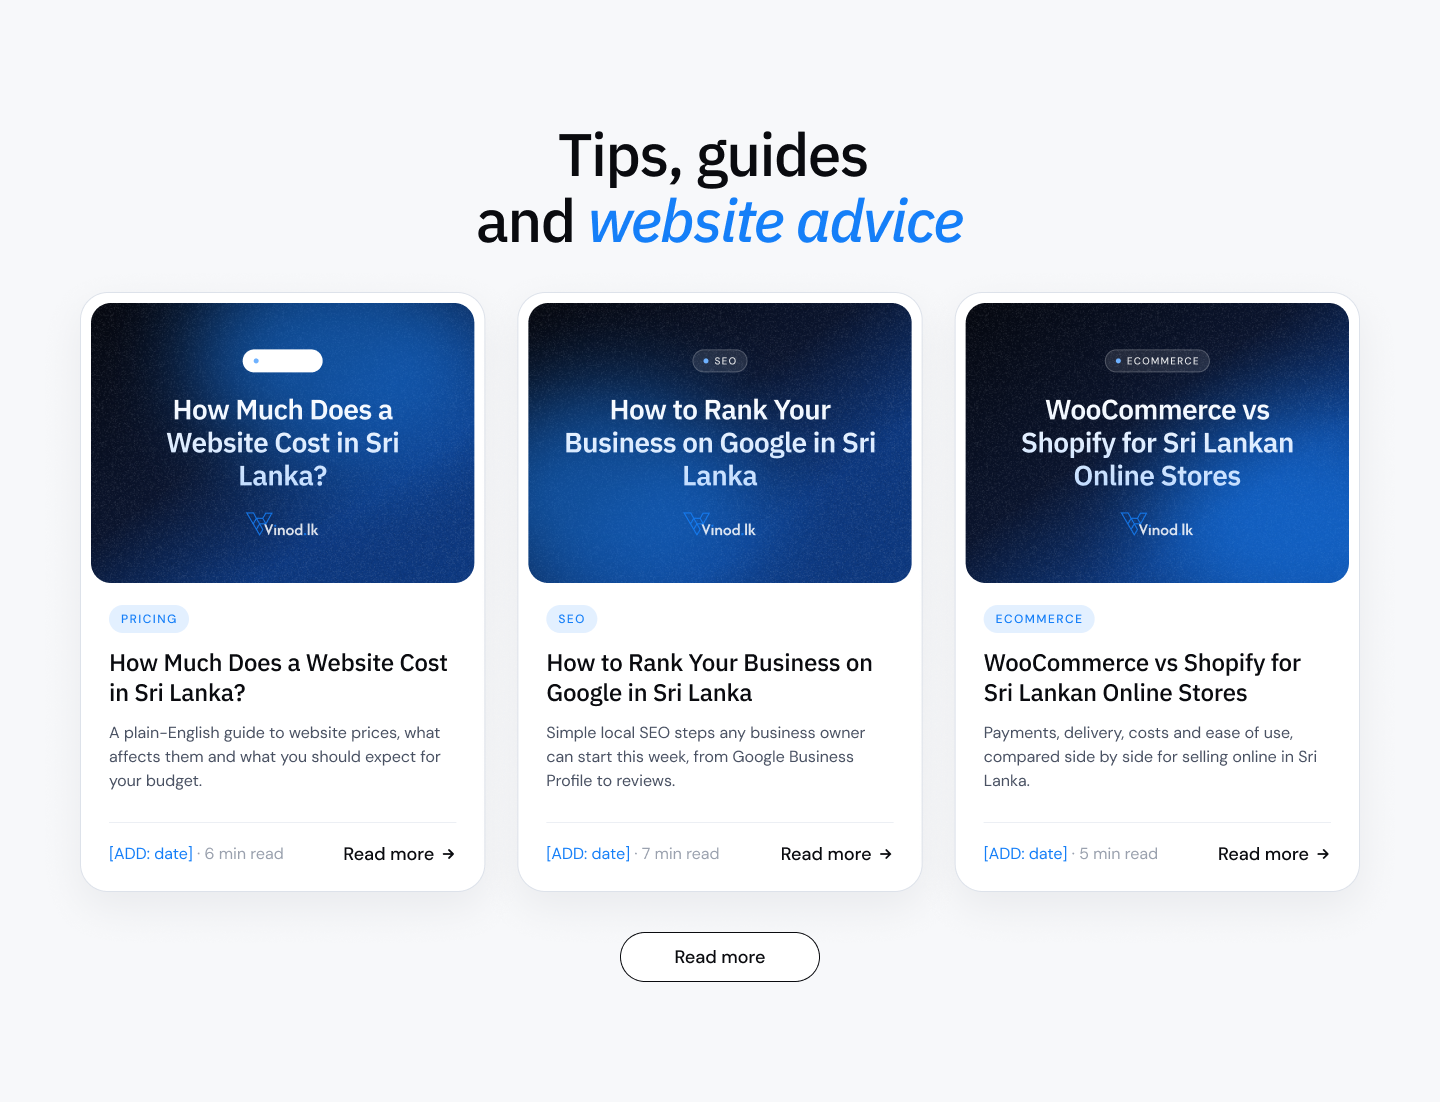 Tips, guides
and website advice
How Much Does a
Website Cost in Sri
Lanka?
Vinod.lk
PRICING
How Much Does a Website Cost
in Sri Lanka?
A plain-English guide to website prices, what
affects them and what you should expect for
your budget.
[ADD: date] · 6 min read
Read more →
SEO
How to Rank Your
Business on Google in Sri
Lanka
Vinod.lk
SEO
How to Rank Your Business on
Google in Sri Lanka
Simple local SEO steps any business owner
can start this week, from Google Business
Profile to reviews.
[ADD: date] · 7 min read
Read more →
ECOMMERCE
WooCommerce vs
Shopify for Sri Lankan
Online Stores
Vinod.lk
ECOMMERCE
WooCommerce vs Shopify for
Sri Lankan Online Stores
Payments, delivery, costs and ease of use,
compared side by side for selling online in Sri
Lanka.
[ADD: date] · 5 min read
Read more →
Read more